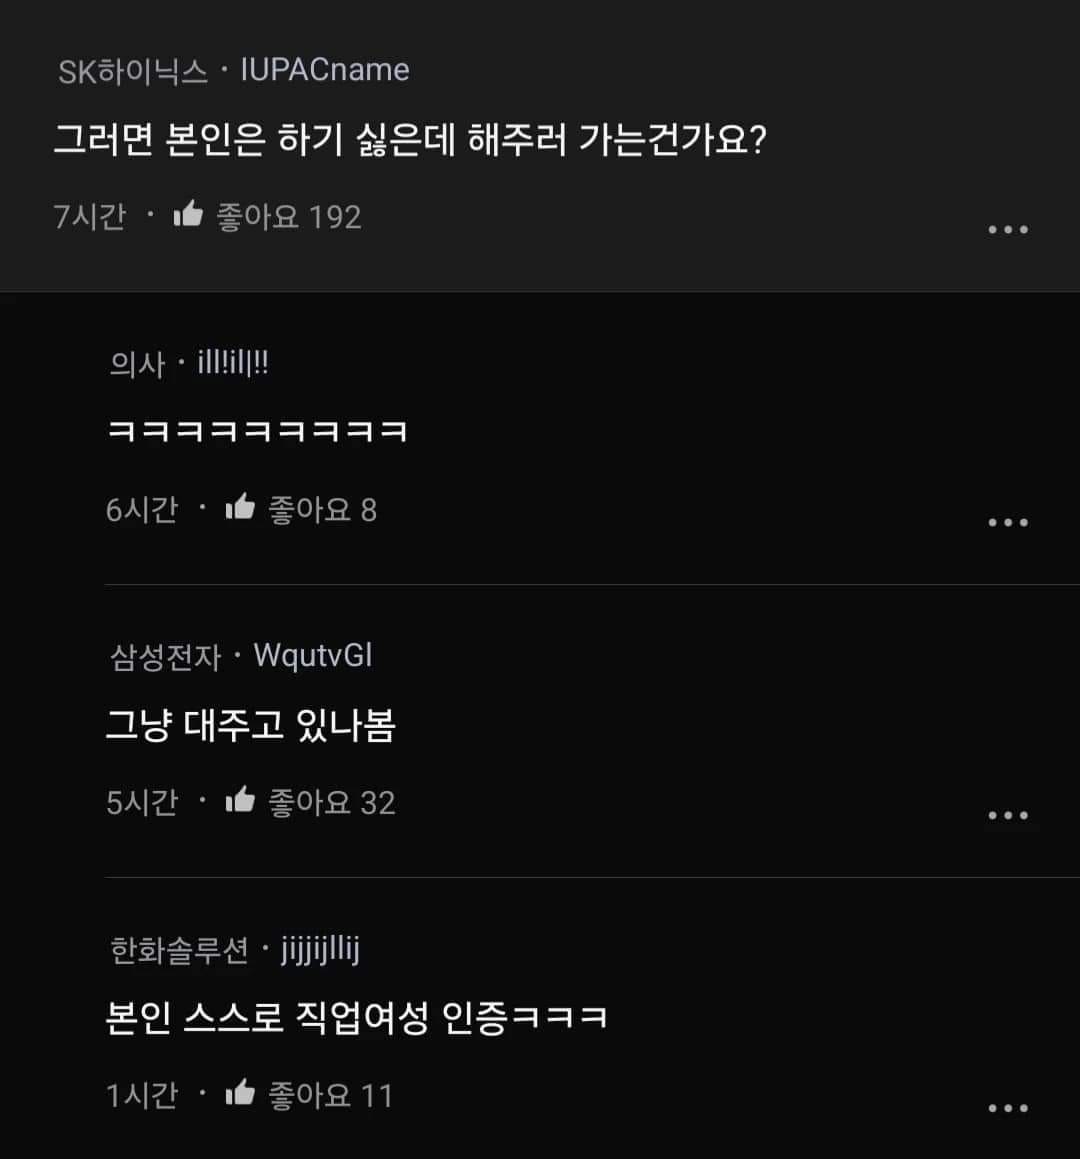 SK하이닉스 · IUPACname
그러면 본인은 하기 싫은데 해주러 가는건가요?
7시간 · 좋아요 192
의사 · ill!il|!!
ㅋㅋㅋㅋㅋㅋㅋㅋㅋ
6시간 · 좋아요 8
삼성전자 · WqutvGl
그냥 대주고 있나봄
5시간 · 좋아요 32
한화솔루션 · jijjijllij
본인 스스로 직업여성 인증ㅋㅋㅋ
1시간 · 좋아요 11